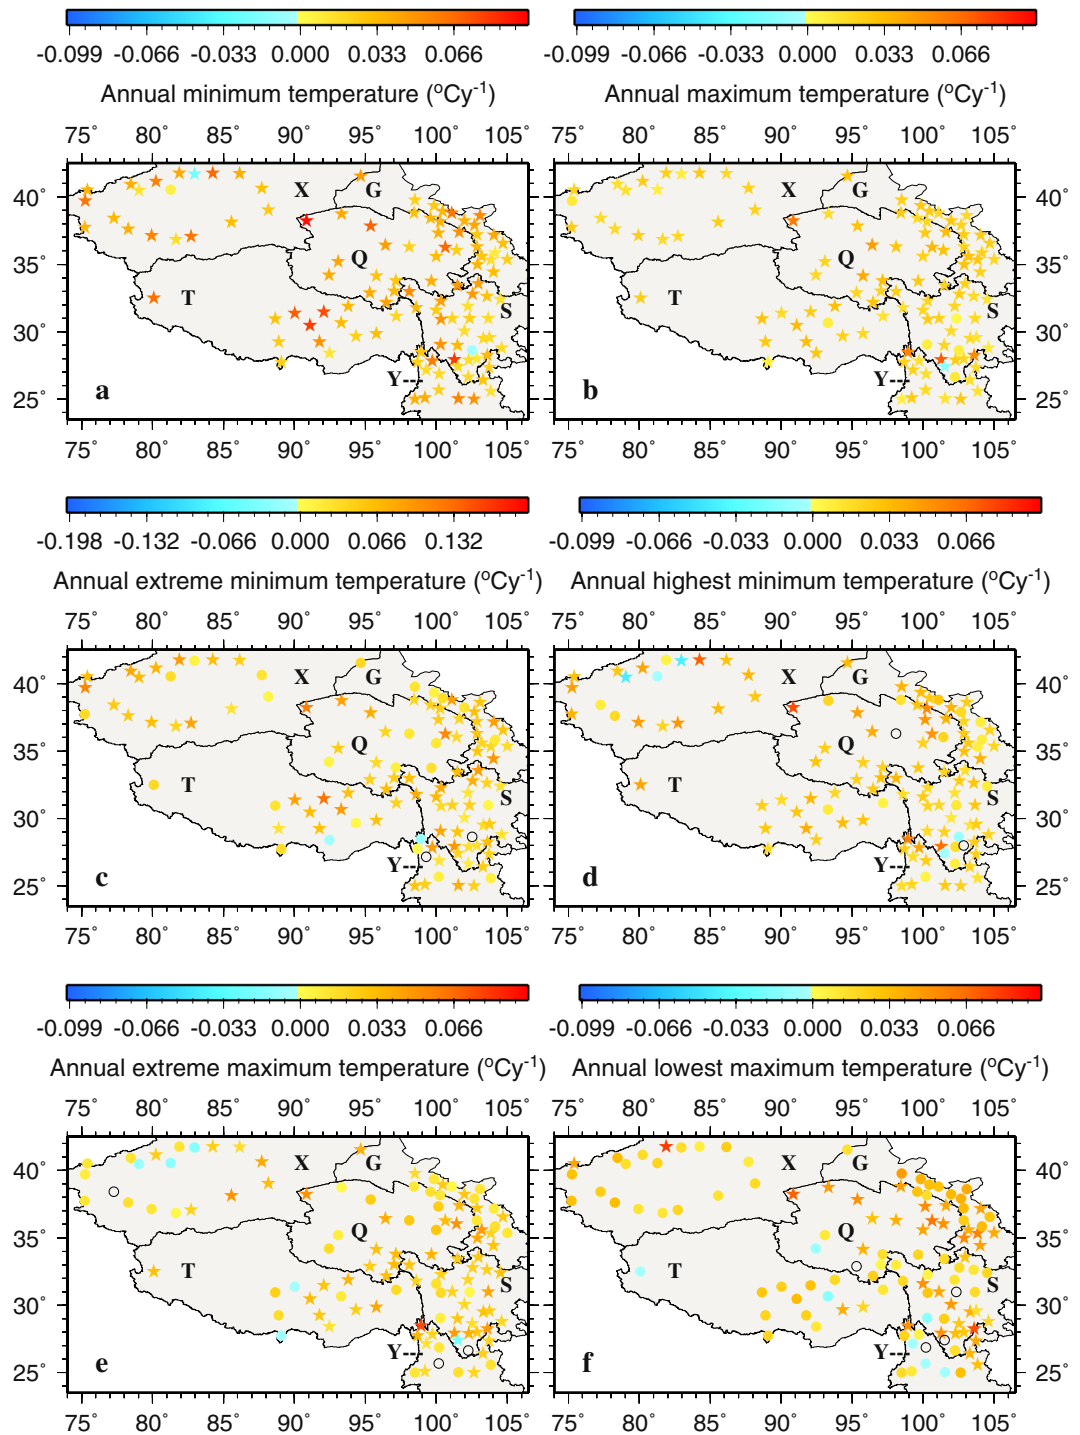 -0.099 -0.066 -0.033 0.000 0.033 0.066
-0.099 -0.066 -0.033 0.000 0.033 0.066
Annual minimum temperature (°Cy⁻¹)
Annual maximum temperature (°Cy⁻¹)
75° 80° 85° 90° 95° 100° 105°
75° 80° 85° 90° 95° 100° 105°
40° X G X G 40°
35° Q Q 35°
T S T S
30° 30°
Y--- Y---
25° a b 25°
75° 80° 85° 90° 95° 100° 105°
75° 80° 85° 90° 95° 100° 105°
-0.198 -0.132 -0.066 0.000 0.066 0.132
-0.099 -0.066 -0.033 0.000 0.033 0.066
Annual extreme minimum temperature (°Cy⁻¹)
Annual highest minimum temperature (°Cy⁻¹)
75° 80° 85° 90° 95° 100° 105°
75° 80° 85° 90° 95° 100° 105°
40° X G X G 40°
35° Q Q 35°
T S T S
30° 30°
Y--- Y---
25° c d 25°
75° 80° 85° 90° 95° 100° 105°
75° 80° 85° 90° 95° 100° 105°
-0.099 -0.066 -0.033 0.000 0.033 0.066
-0.099 -0.066 -0.033 0.000 0.033 0.066
Annual extreme maximum temperature (°Cy⁻¹)
Annual lowest maximum temperature (°Cy⁻¹)
75° 80° 85° 90° 95° 100° 105°
75° 80° 85° 90° 95° 100° 105°
40° X G X G 40°
35° Q Q 35°
T S T S
30° 30°
Y--- Y---
25° e f 25°
75° 80° 85° 90° 95° 100° 105°
75° 80° 85° 90° 95° 100° 105°